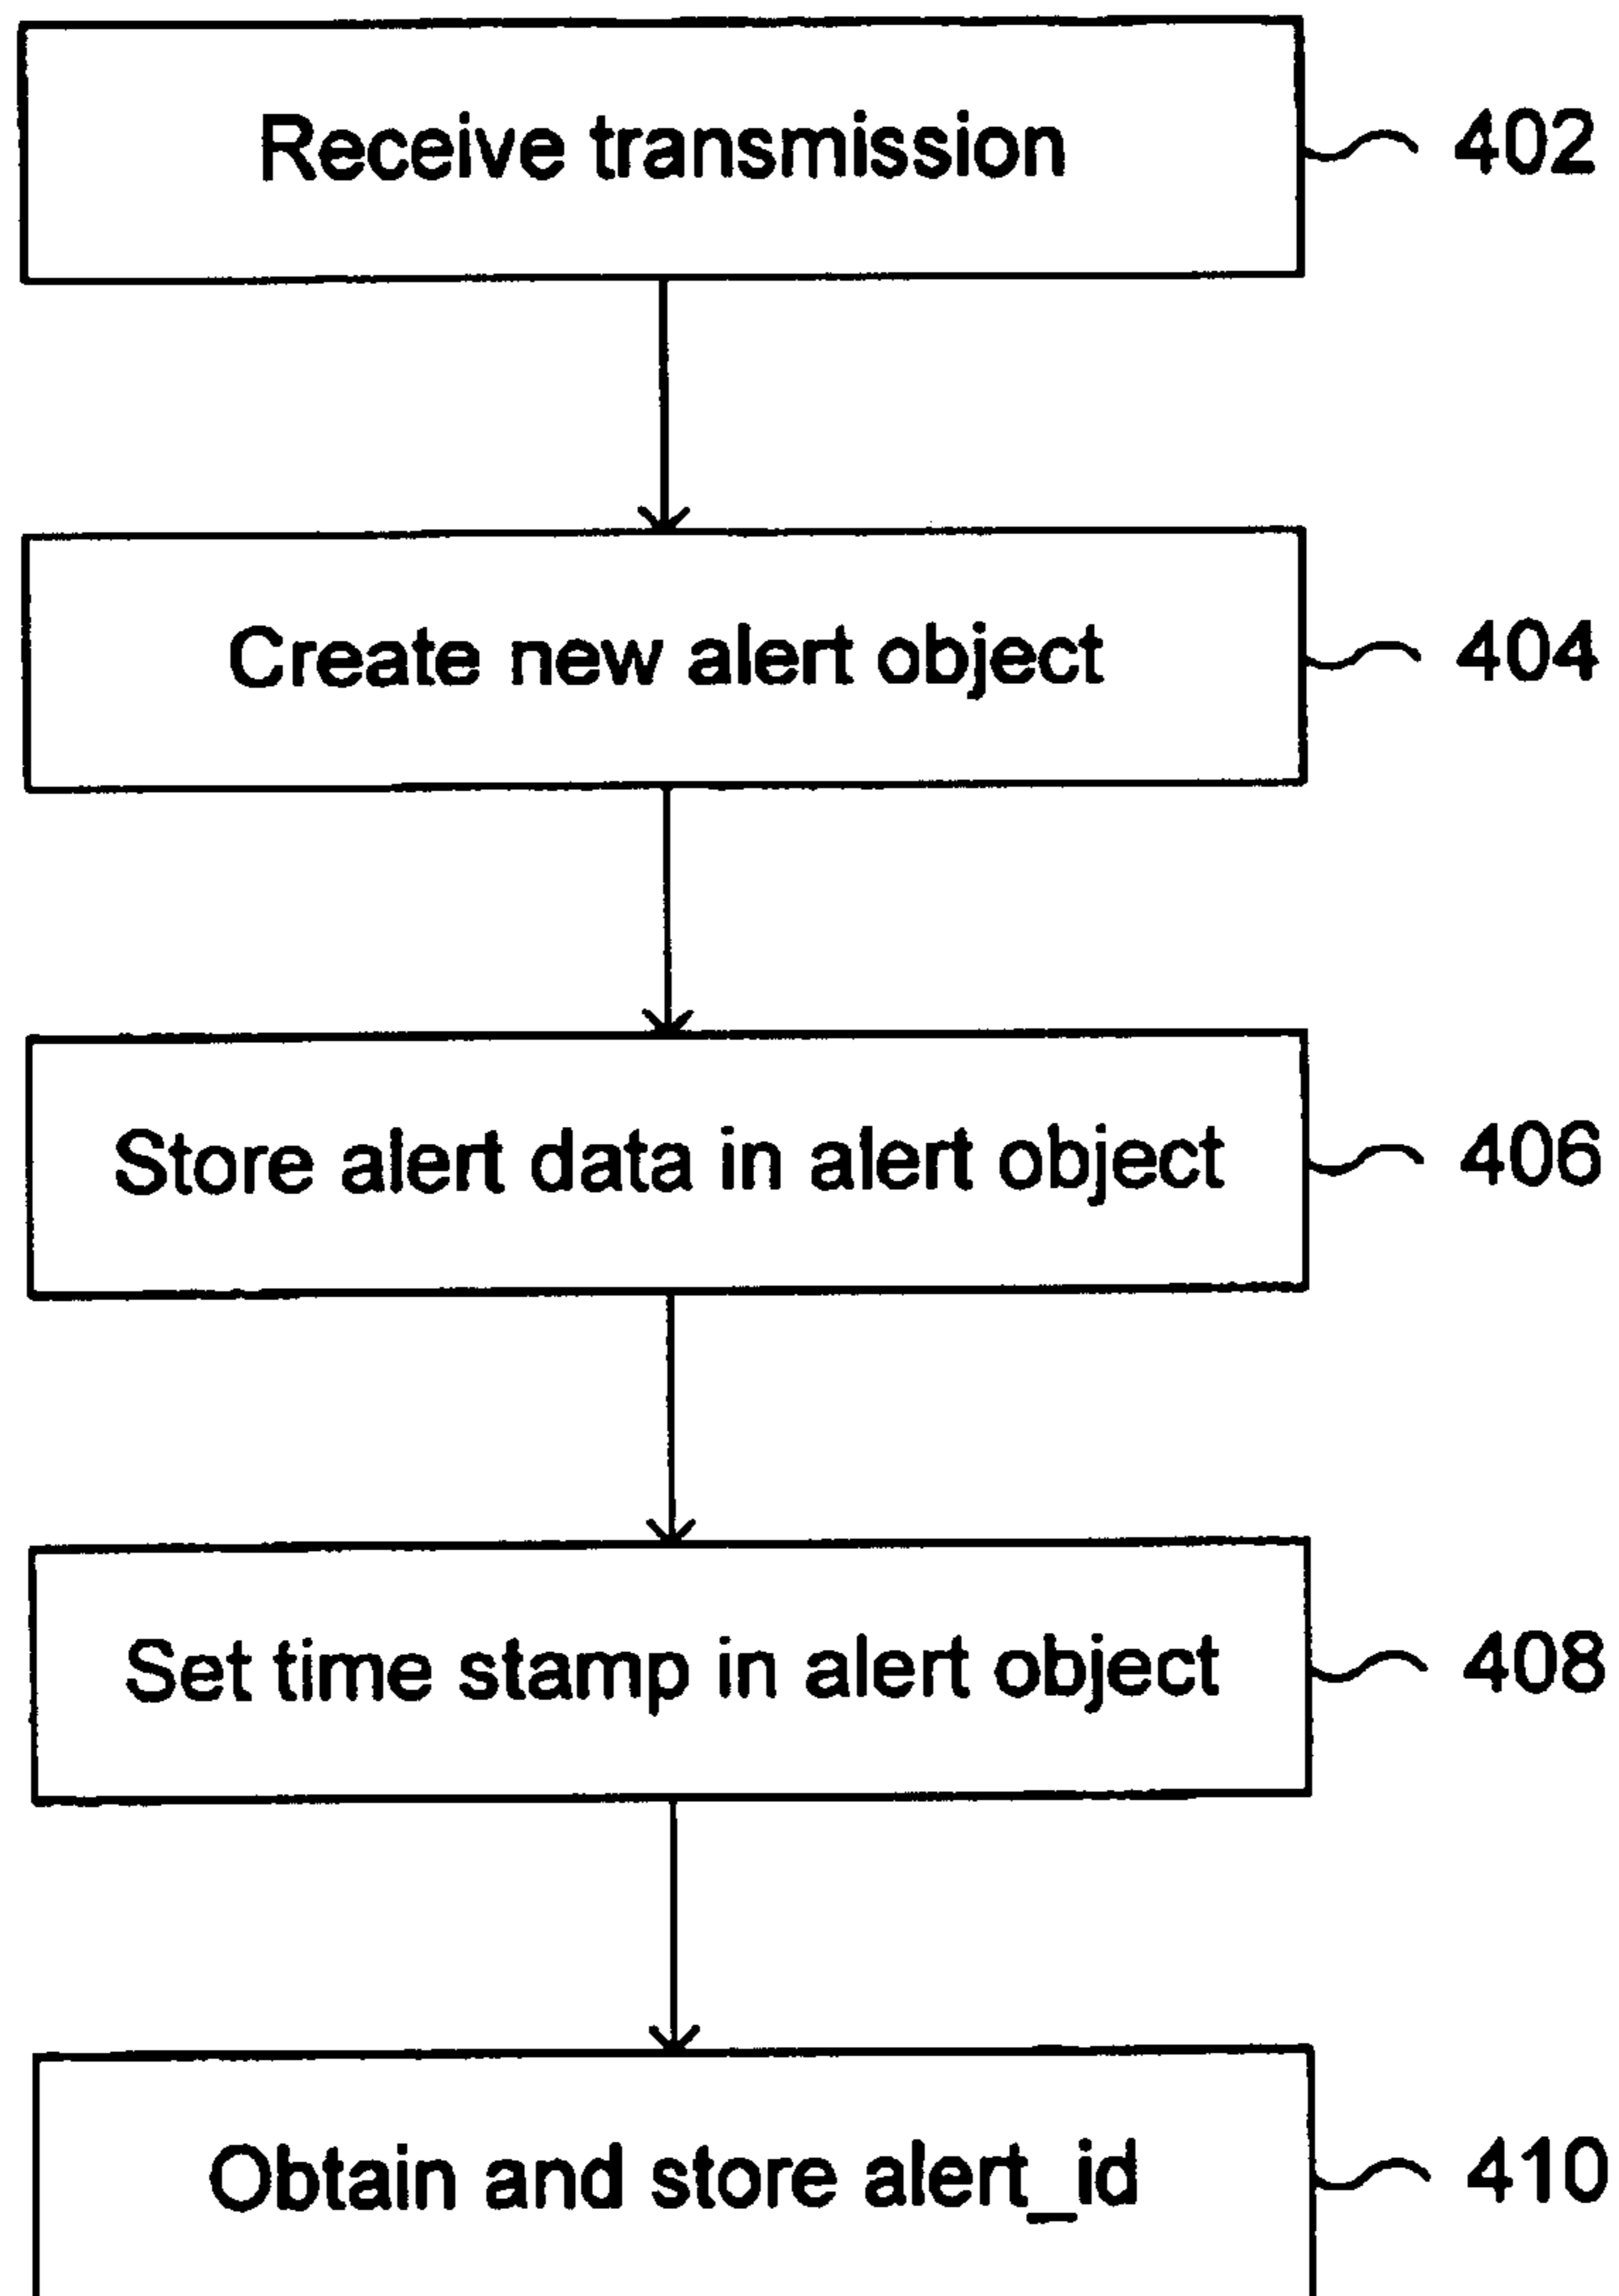 Receive transmission 402
Create new alert object 404
Store alert data in alert object 406
Set time stamp in alert object 408
Obtain and store alert_id 410